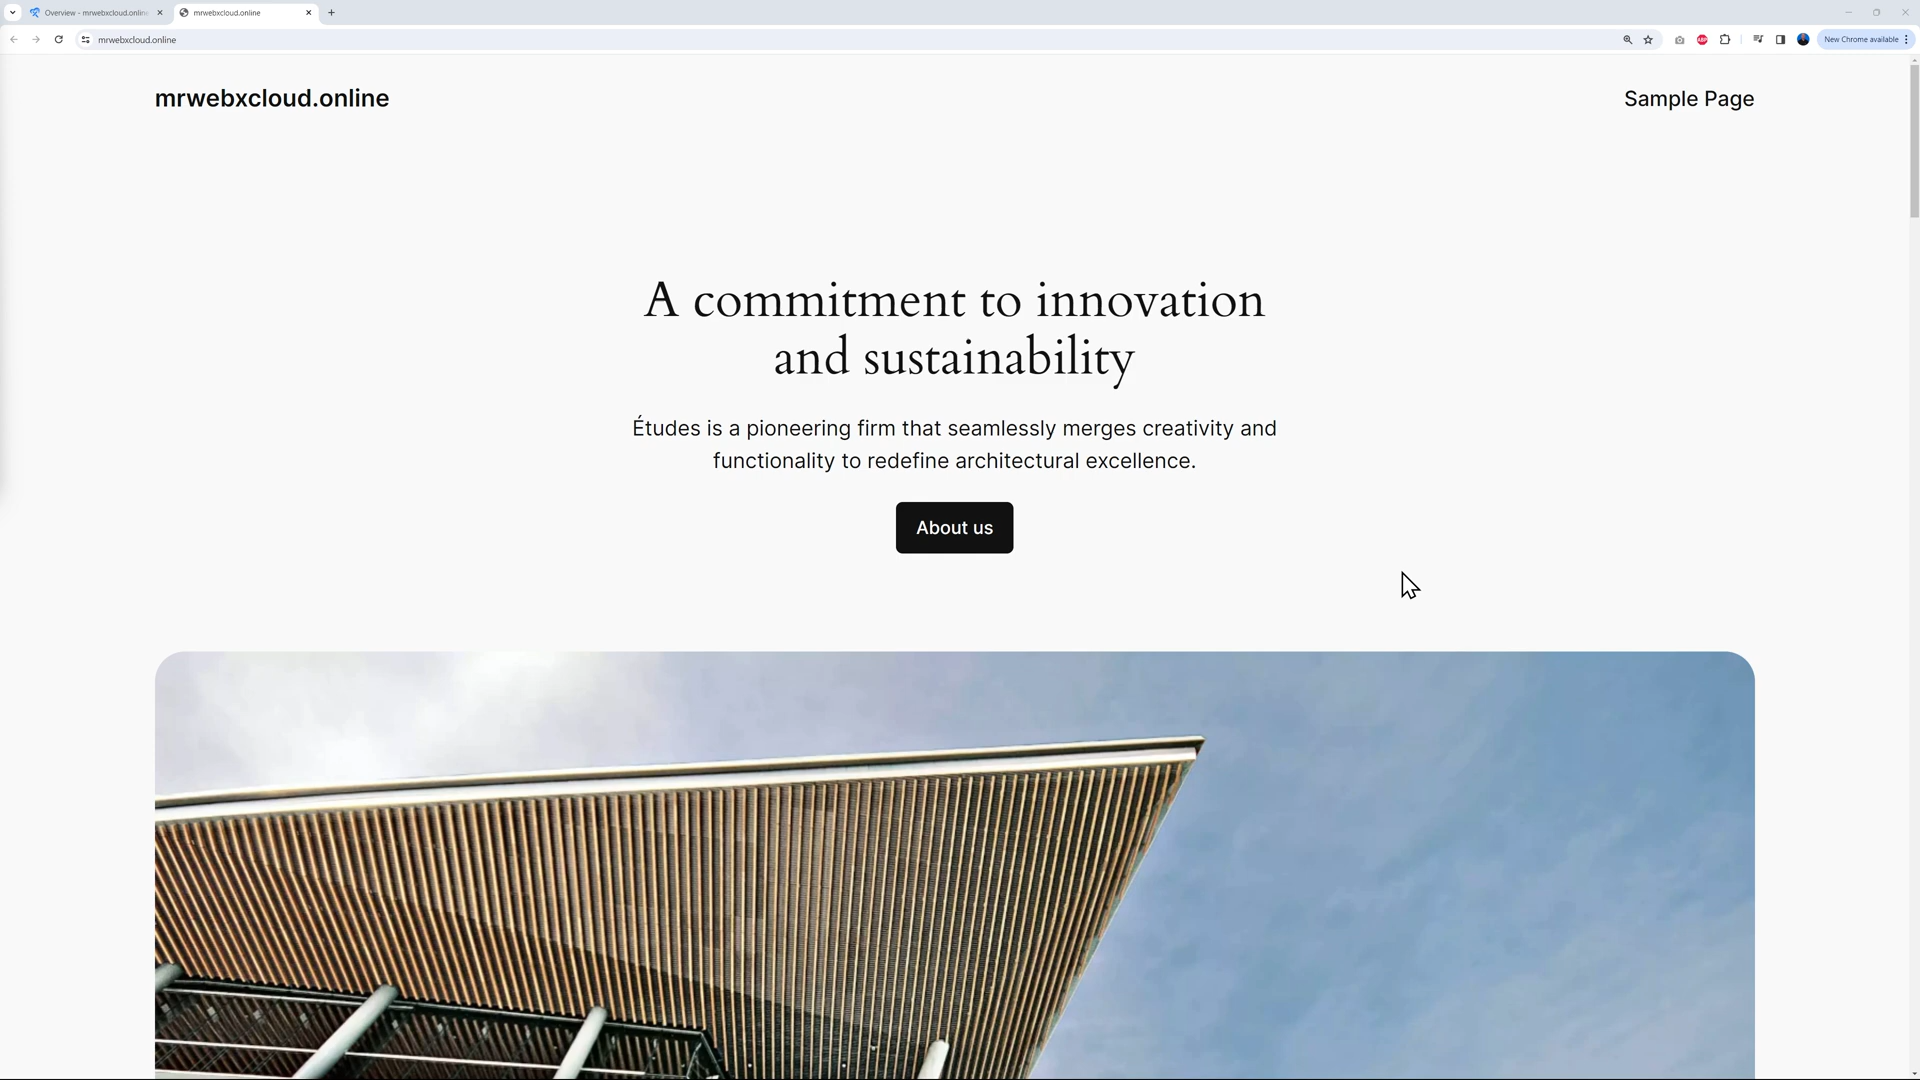 Overview - mrwebxcloud.online
mrwebxcloud.online
mrwebxcloud.online
ABP
New Chrome available
mrwebxcloud.online
Sample Page
A commitment to innovation
and sustainability
Études is a pioneering firm that seamlessly merges creativity and
functionality to redefine architectural excellence.
About us